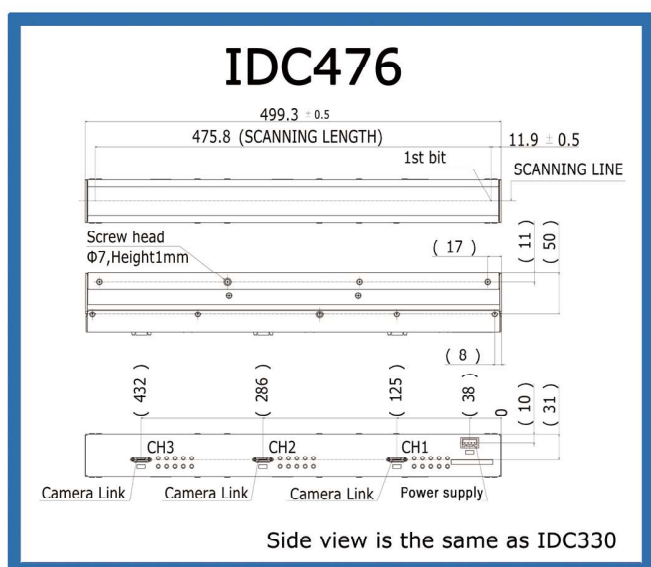 IDC476
499.3 ± 0.5
475.8 (SCANNING LENGTH)
11.9 ± 0.5
1st bit
SCANNING LINE
Screw head
Φ7,Height1mm
( 17 )
( 11 )
( 50 )
( 8 )
( 432 )
( 286 )
( 125 )
( 38 )
0
( 10 )
( 31 )
CH3
CH2
CH1
Camera Link
Camera Link
Camera Link
Power supply
Side view is the same as IDC330